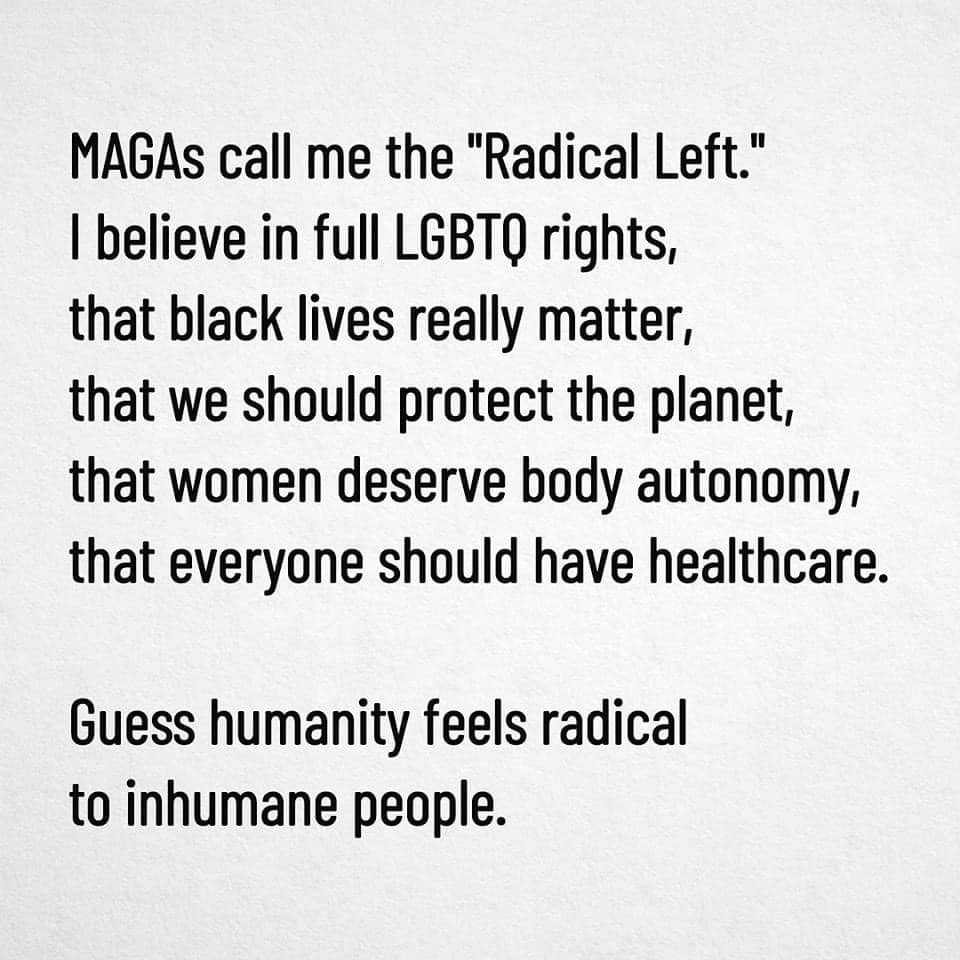 MAGAs call me the "Radical Left."
I believe in full LGBTQ rights,
that black lives really matter,
that we should protect the planet,
that women deserve body autonomy,
that everyone should have healthcare.
Guess humanity feels radical
to inhumane people.